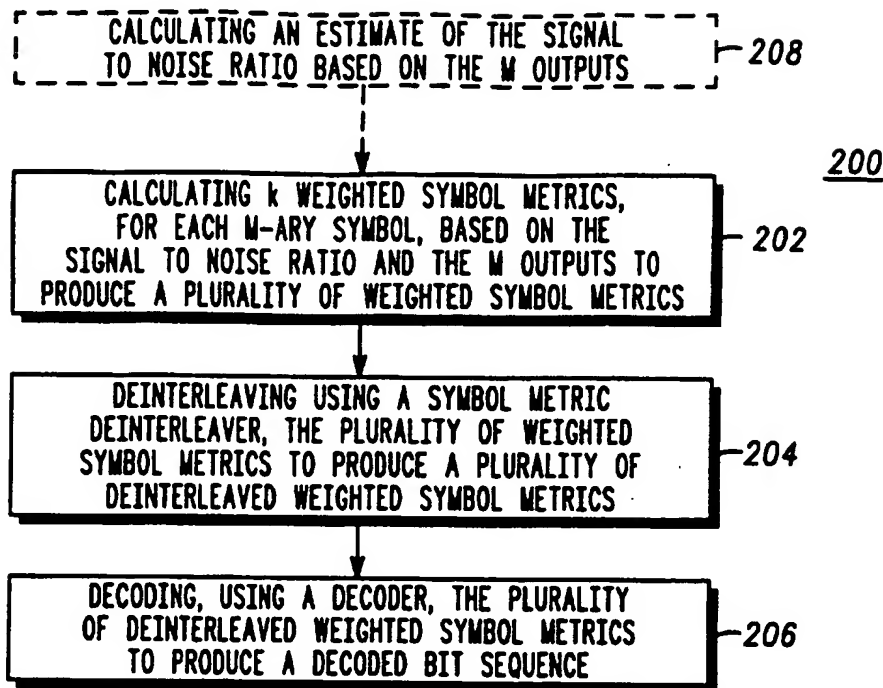 CALCULATING AN ESTIMATE OF THE SIGNAL
TO NOISE RATIO BASED ON THE M OUTPUTS
208
200
CALCULATING k WEIGHTED SYMBOL METRICS,
FOR EACH M-ARY SYMBOL, BASED ON THE
SIGNAL TO NOISE RATIO AND THE M OUTPUTS TO
PRODUCE A PLURALITY OF WEIGHTED SYMBOL METRICS
202
DEINTERLEAVING USING A SYMBOL METRIC
DEINTERLEAVER, THE PLURALITY OF WEIGHTED
SYMBOL METRICS TO PRODUCE A PLURALITY OF
DEINTERLEAVED WEIGHTED SYMBOL METRICS
204
DECODING, USING A DECODER, THE PLURALITY
OF DEINTERLEAVED WEIGHTED SYMBOL METRICS
TO PRODUCE A DECODED BIT SEQUENCE
206